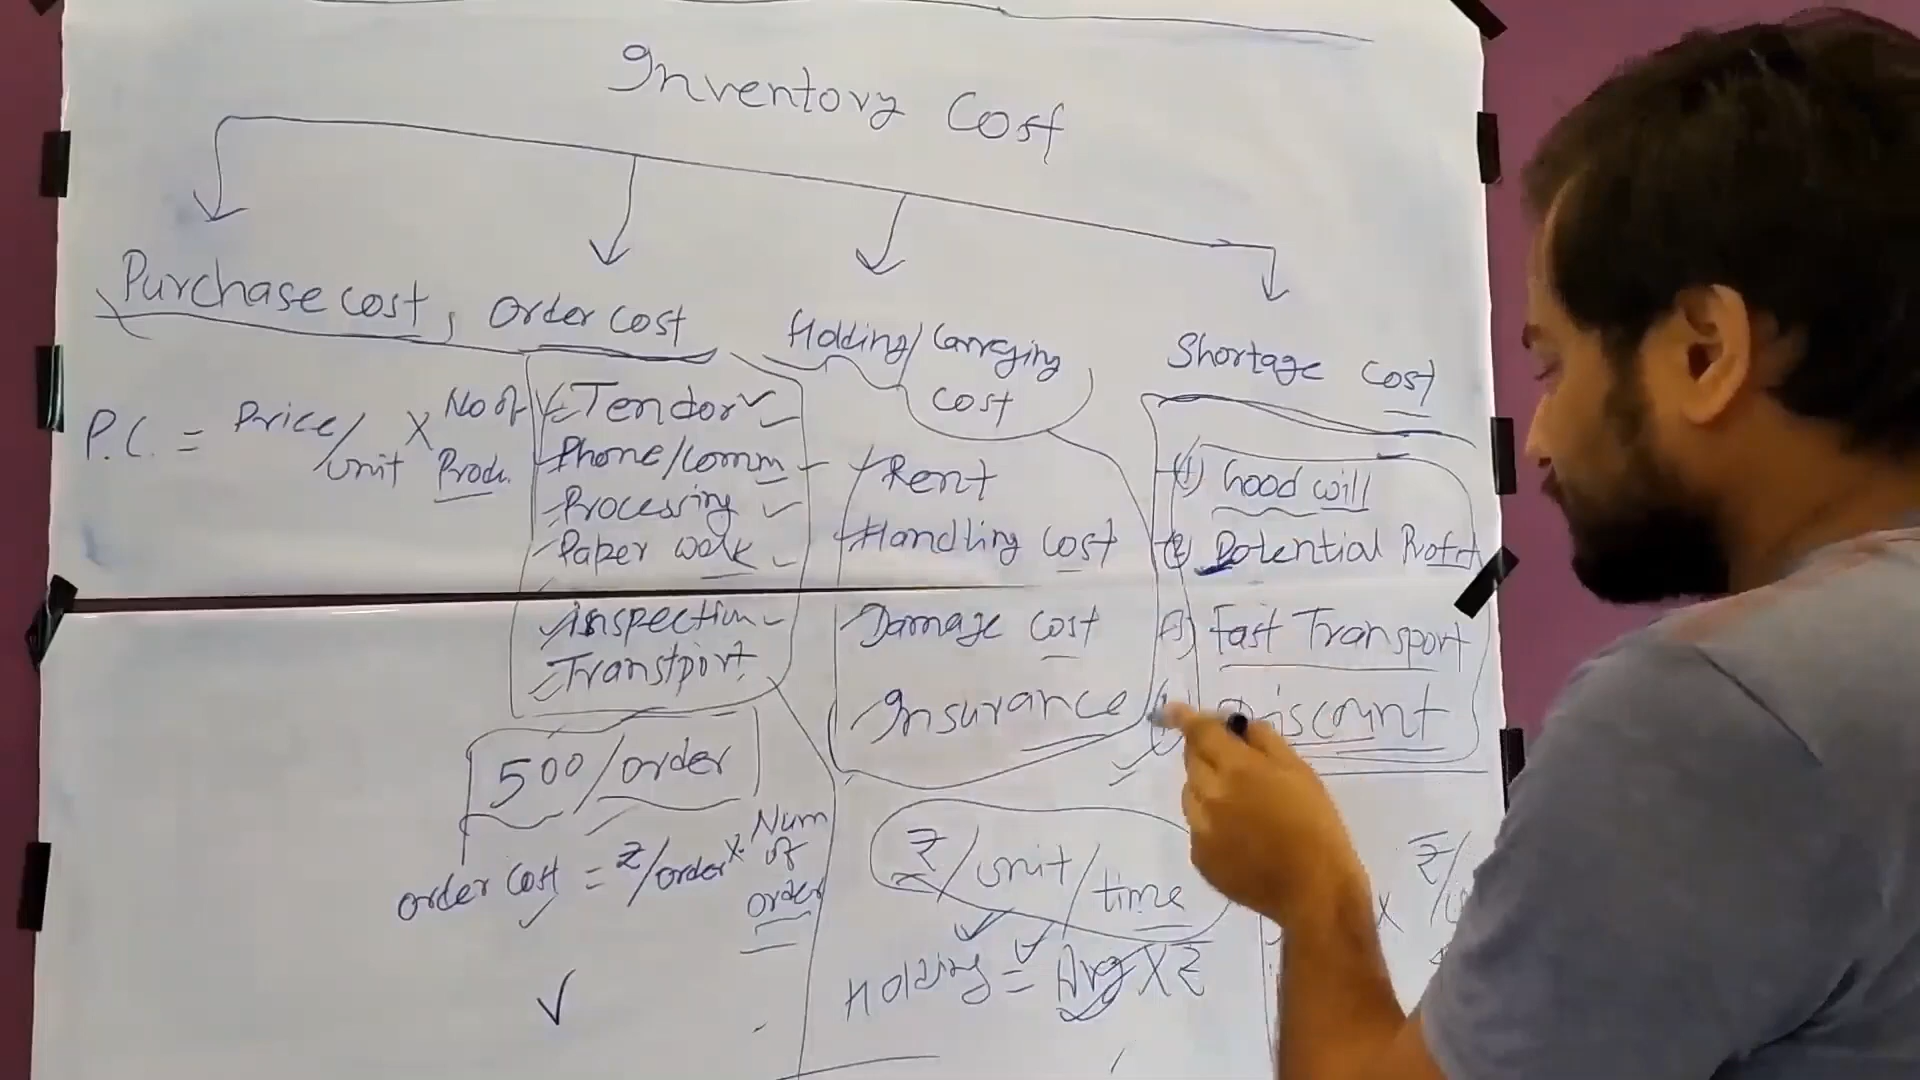 Inventory Cost
Purchase cost, order cost
Holding/Carrying
cost
Shortage cost
P.C. = Price/unit X No of Prod.
Tendor
Phone/Comm
Processing
Paper work
inspection
Transtport
500/order
order cost = ₹/order X Num of order
Rent
Handling cost
Damage cost
Insurance
₹/unit/time
Holding = Avg X ₹
(1) Good will
(2) Potential Profit
(3) Fast Transport
Discount
X ₹/